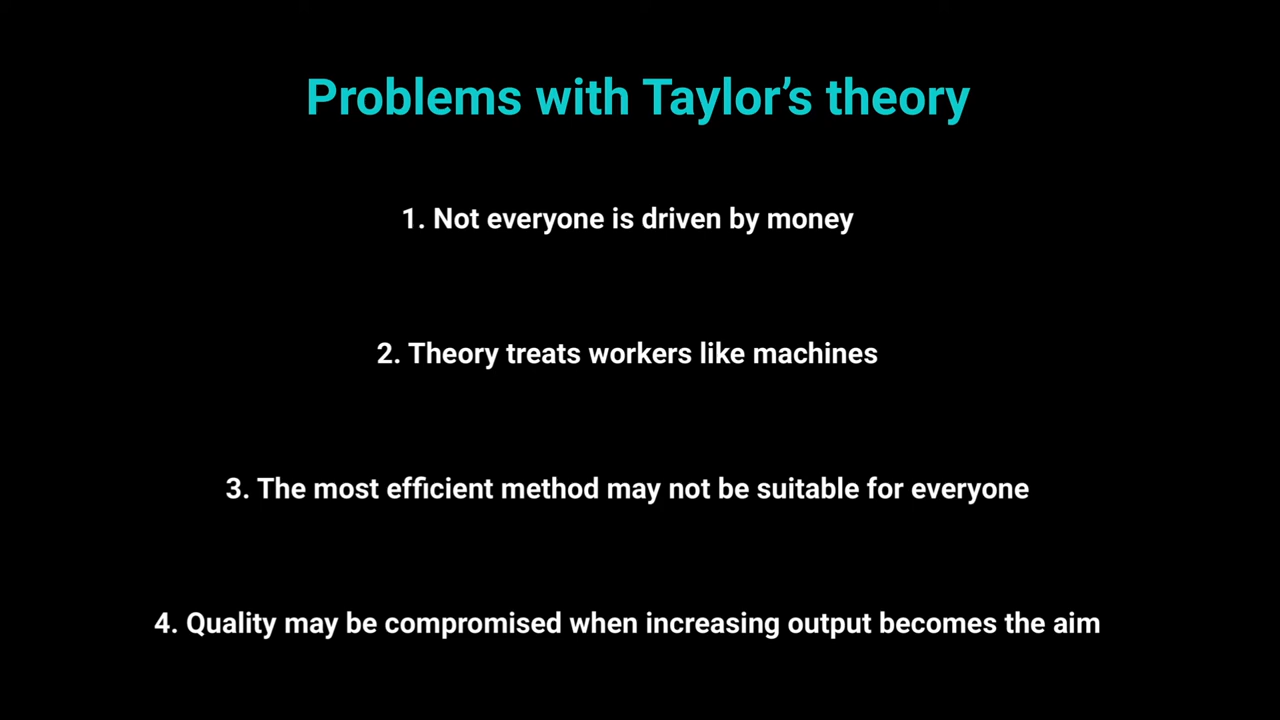 Problems with Taylor’s theory
1. Not everyone is driven by money
2. Theory treats workers like machines
3. The most efficient method may not be suitable for everyone
4. Quality may be compromised when increasing output becomes the aim